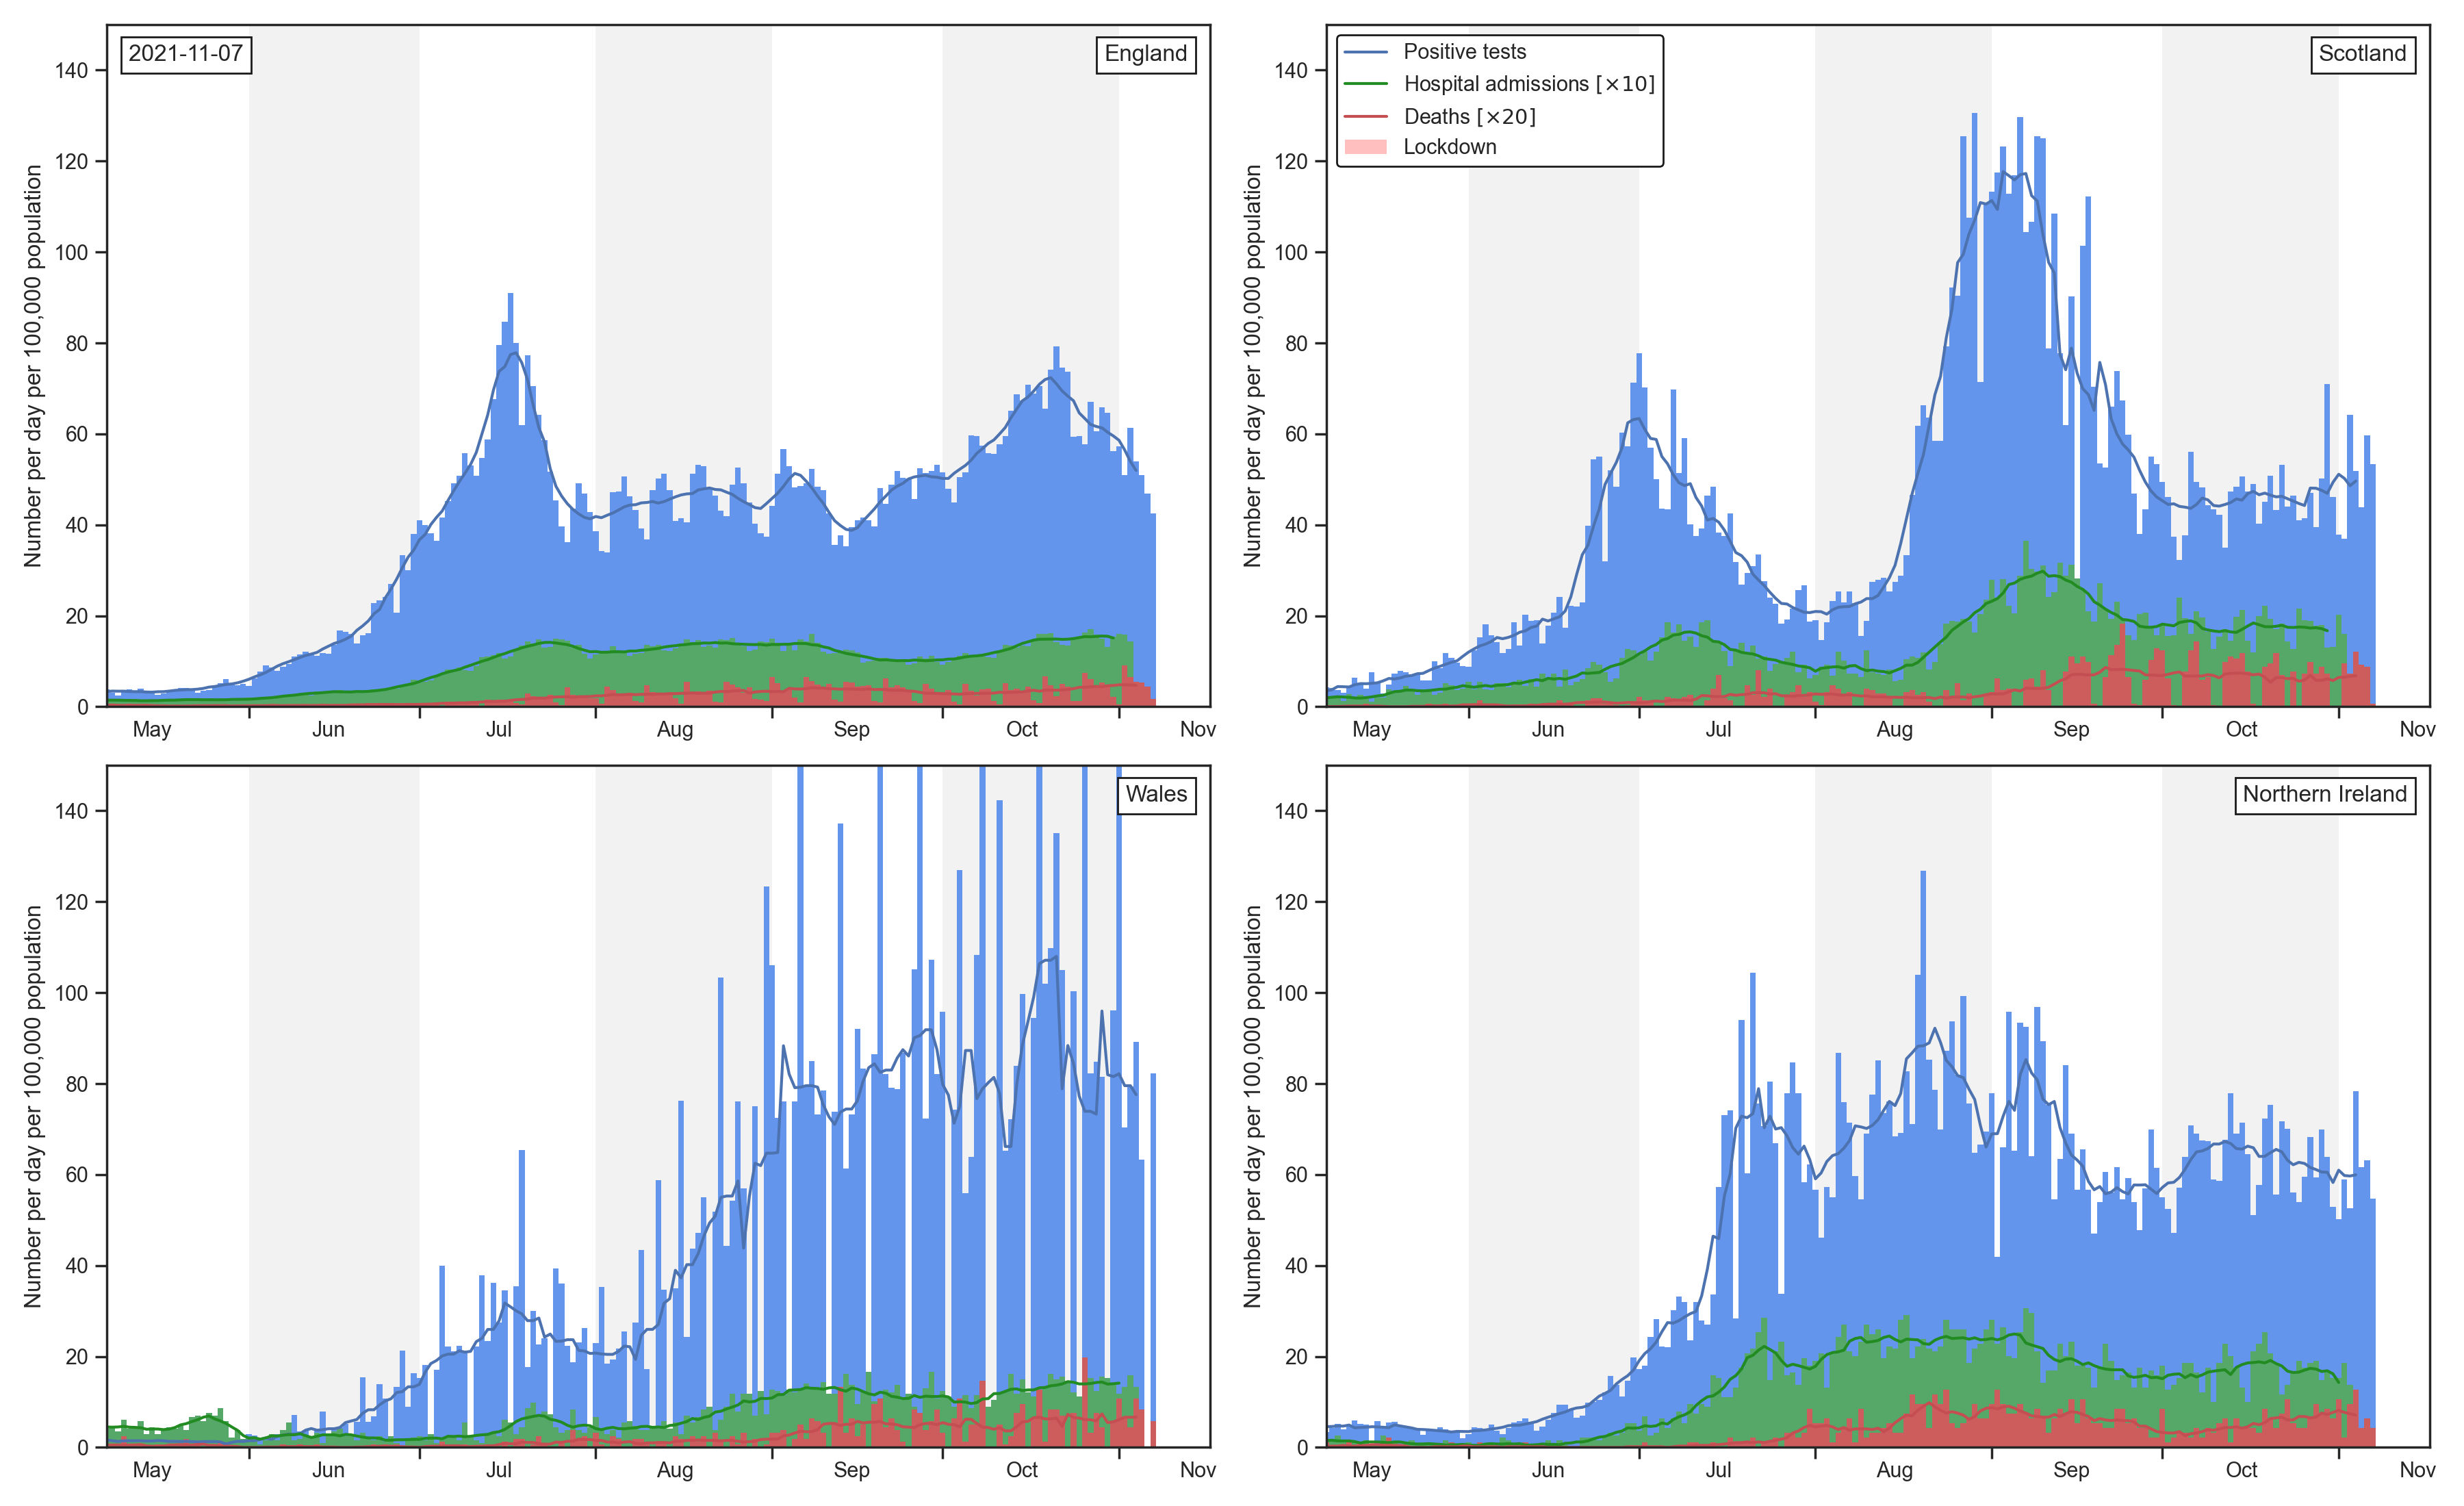 2021-11-07
England
Number per day per 100,000 population
140
120
100
80
60
40
20
0
May Jun Jul Aug Sep Oct Nov
Positive tests
Hospital admissions [×10]
Deaths [×20]
Lockdown
Scotland
Number per day per 100,000 population
140
120
100
80
60
40
20
0
May Jun Jul Aug Sep Oct Nov
Wales
Number per day per 100,000 population
140
120
100
80
60
40
20
0
May Jun Jul Aug Sep Oct Nov
Northern Ireland
Number per day per 100,000 population
140
120
100
80
60
40
20
0
May Jun Jul Aug Sep Oct Nov